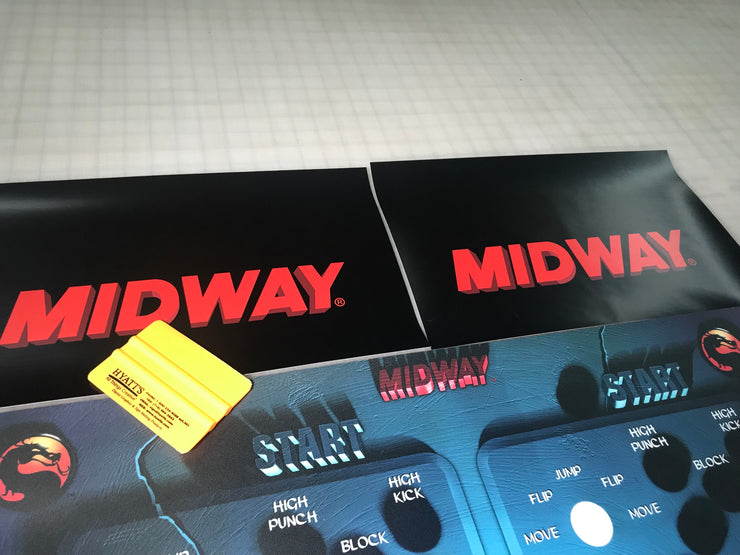 MIDWAY®
MIDWAY®
HYATTS
MIDWAY
START
START
HIGH
PUNCH
HIGH
KICK
BLOCK
HIGH
PUNCH
HIGH
KICK
JUMP
FLIP
FLIP
BLOCK
MOVE
MOVE